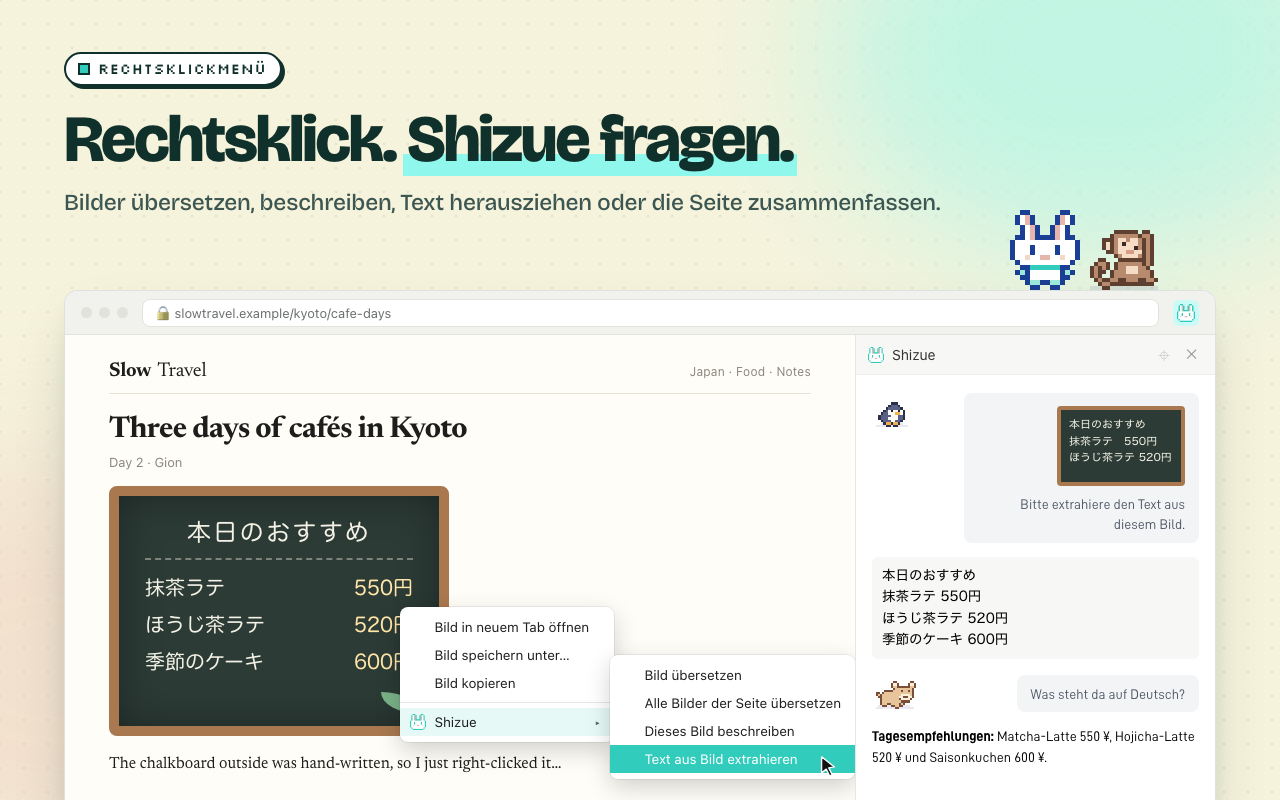 RECHTSKLICKMENÜ
Rechtsklick. Shizue fragen.
Bilder übersetzen, beschreiben, Text herausziehen oder die Seite zusammenfassen.
slowtravel.example/kyoto/cafe-days
Slow Travel
Japan · Food · Notes
Three days of cafés in Kyoto
Day 2 · Gion
本日のおすすめ
抹茶ラテ 550円
ほうじ茶ラテ 520
季節のケーキ 600
The chalkboard outside was hand-written, so I just right-clicked it…
Bild in neuem Tab öffnen
Bild speichern unter…
Bild kopieren
Shizue
Bild übersetzen
Alle Bilder der Seite übersetzen
Dieses Bild beschreiben
Text aus Bild extrahieren
Shizue
本日のおすすめ
抹茶ラテ 550円
ほうじ茶ラテ 520円
Bitte extrahiere den Text aus
diesem Bild.
本日のおすすめ
抹茶ラテ 550円
ほうじ茶ラテ 520円
季節のケーキ 600円
Was steht da auf Deutsch?
Tagesempfehlungen: Matcha-Latte 550 ¥, Hojicha-Latte
520 ¥ und Saisonkuchen 600 ¥.